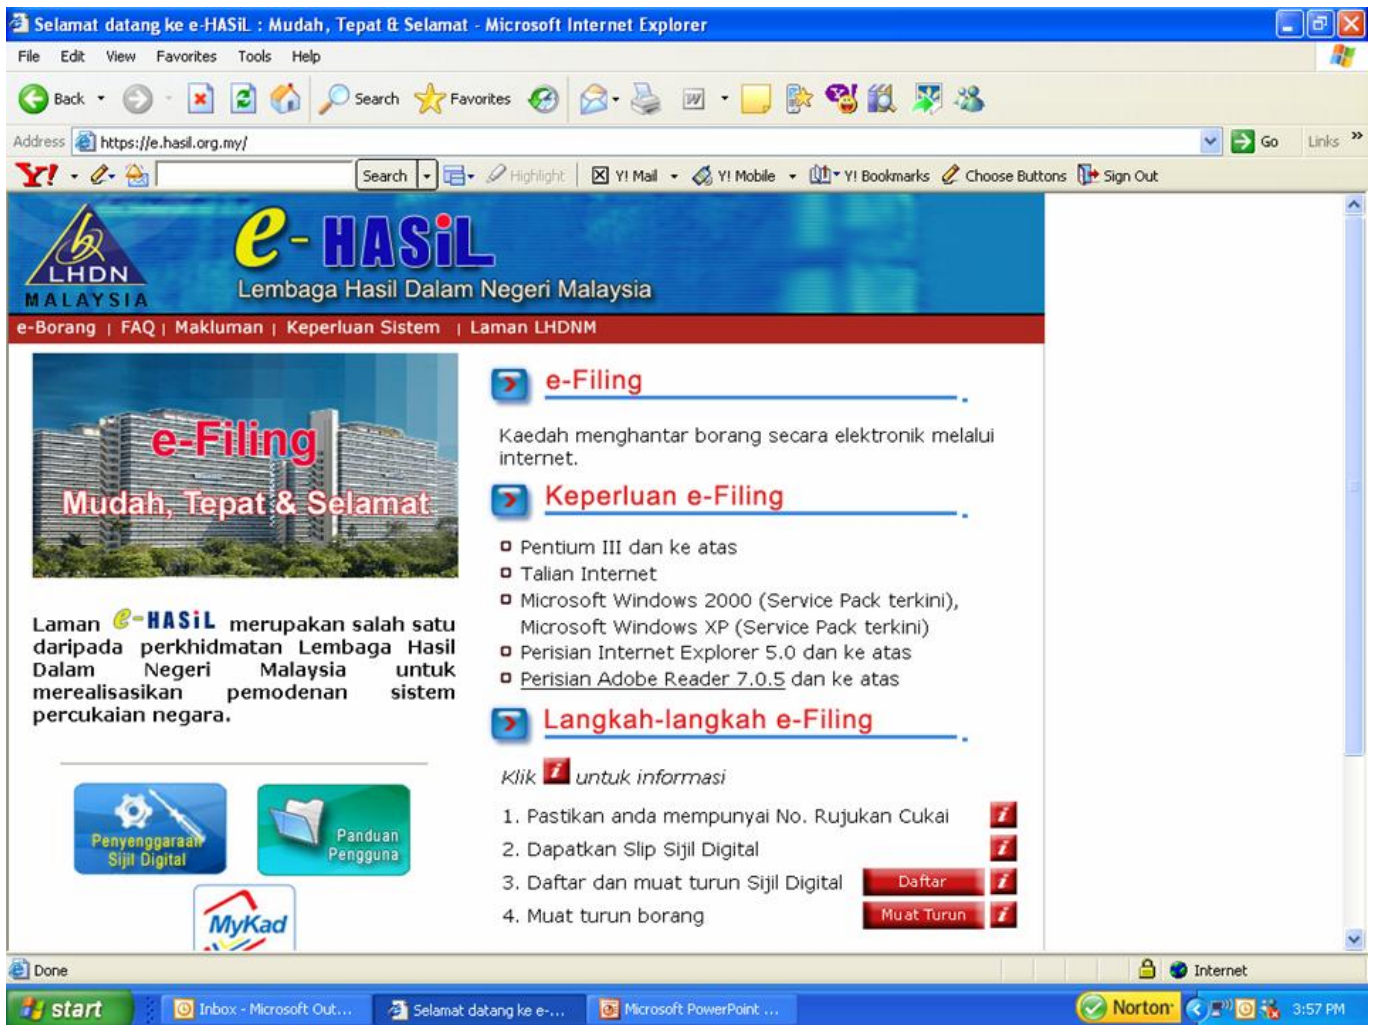 Selamat datang ke e-HASiL : Mudah, Tepat & Selamat - Microsoft Internet Explorer
File Edit View Favorites Tools Help
Back Search Favorites
Address https://e.hasil.org.my/ Go Links »
Y! Search Highlight Y! Mail Y! Mobile Y! Bookmarks Choose Buttons Sign Out
LHDN
MALAYSIA
e-HASiL
Lembaga Hasil Dalam Negeri Malaysia
e-Borang | FAQ | Makluman | Keperluan Sistem | Laman LHDNM
e-Filing
Mudah, Tepat & Selamat
Laman e-HASiL merupakan salah satu
daripada perkhidmatan Lembaga Hasil
Dalam Negeri Malaysia untuk
merealisasikan pemodenan sistem
percukaian negara.
Penyenggaraan
Sijil Digital
Panduan
Pengguna
MyKad
e-Filing
Kaedah menghantar borang secara elektronik melalui
internet.
Keperluan e-Filing
Pentium III dan ke atas
Talian Internet
Microsoft Windows 2000 (Service Pack terkini),
Microsoft Windows XP (Service Pack terkini)
Perisian Internet Explorer 5.0 dan ke atas
Perisian Adobe Reader 7.0.5 dan ke atas
Langkah-langkah e-Filing
Klik i untuk informasi
1. Pastikan anda mempunyai No. Rujukan Cukai i
2. Dapatkan Slip Sijil Digital i
3. Daftar dan muat turun Sijil Digital Daftar i
4. Muat turun borang Muat Turun i
Done Internet
start Inbox - Microsoft Out... Selamat datang ke e-... Microsoft PowerPoint ... Norton 3:57 PM